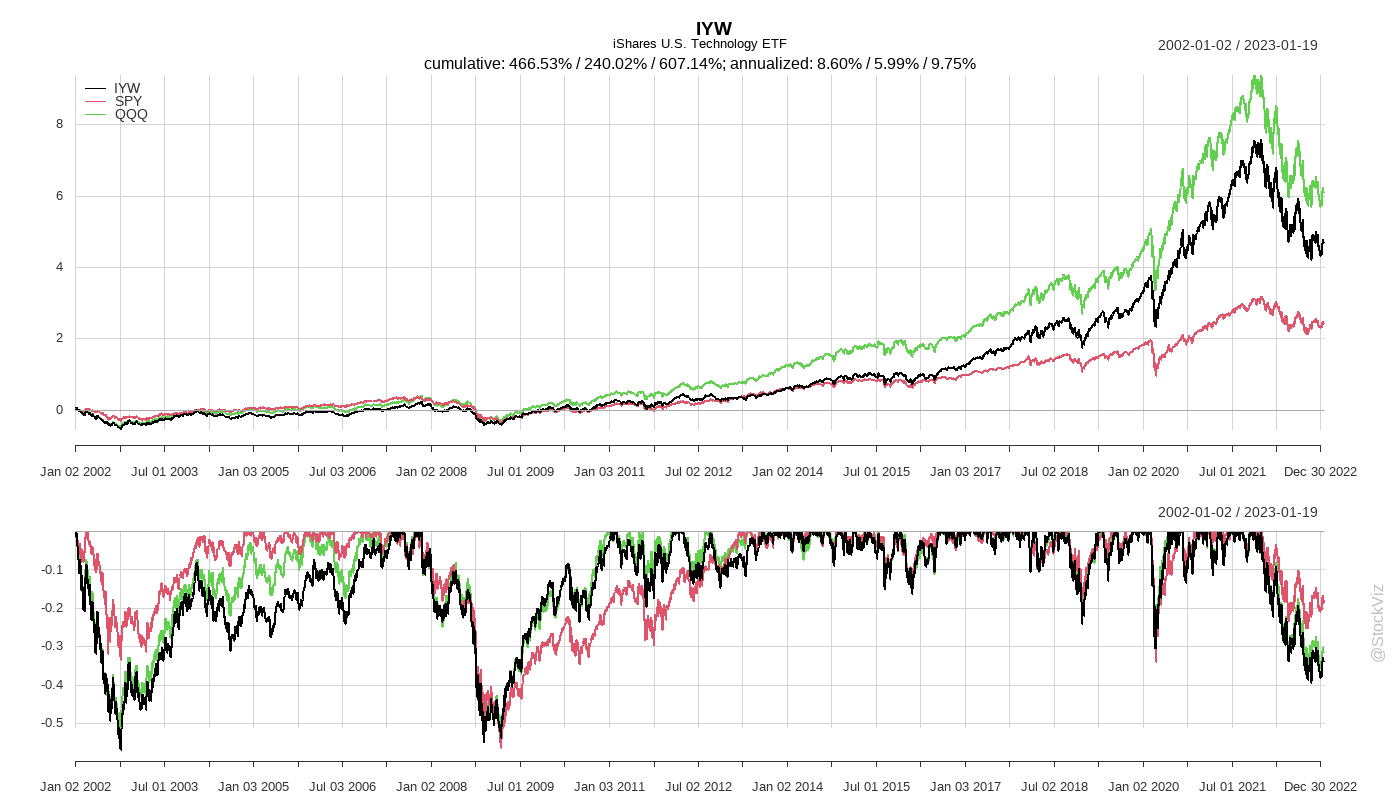 IYW
iShares U.S. Technology ETF
2002-01-02 / 2023-01-19
cumulative: 466.53% / 240.02% / 607.14%; annualized: 8.60% / 5.99% / 9.75%
IYW
SPY
QQQ
8
6
4
2
0
Jan 02 2002 Jul 01 2003 Jan 03 2005 Jul 03 2006 Jan 02 2008 Jul 01 2009 Jan 03 2011 Jul 02 2012 Jan 02 2014 Jul 01 2015 Jan 03 2017 Jul 02 2018 Jan 02 2020 Jul 01 2021 Dec 30 2022
2002-01-02 / 2023-01-19
-0.1
-0.2
-0.3
-0.4
-0.5
Jan 02 2002 Jul 01 2003 Jan 03 2005 Jul 03 2006 Jan 02 2008 Jul 01 2009 Jan 03 2011 Jul 02 2012 Jan 02 2014 Jul 01 2015 Jan 03 2017 Jul 02 2018 Jan 02 2020 Jul 01 2021 Dec 30 2022
@StockViz